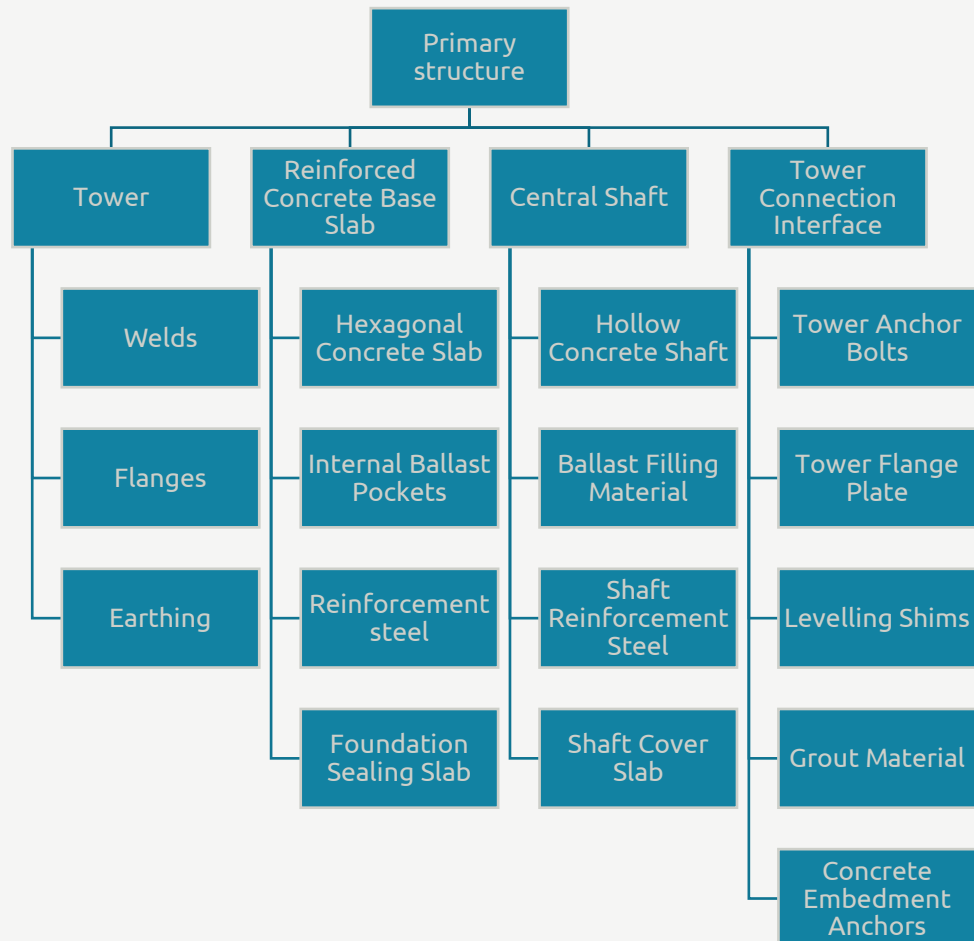 Primary
structure
Tower
Reinforced
Concrete Base
Slab
Central Shaft
Tower
Connection
Interface
Welds
Flanges
Earthing
Hexagonal
Concrete Slab
Internal Ballast
Pockets
Reinforcement
steel
Foundation
Sealing Slab
Hollow
Concrete Shaft
Ballast Filling
Material
Shaft
Reinforcement
Steel
Shaft Cover
Slab
Tower Anchor
Bolts
Tower Flange
Plate
Levelling Shims
Grout Material
Concrete
Embedment
Anchors